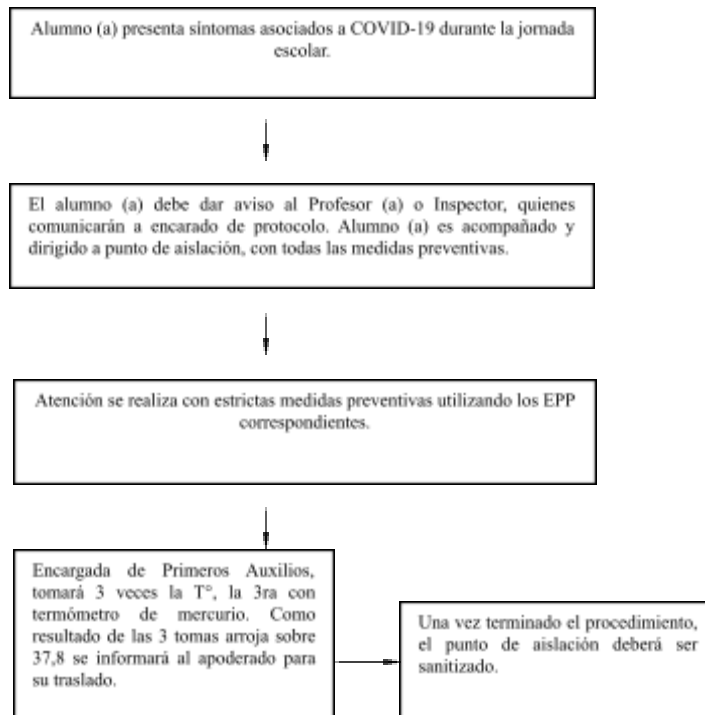 Alumno (a) presenta síntomas asociados a COVID-19 durante la jornada
escolar.
El alumno (a) debe dar aviso al Profesor (a) o Inspector, quienes
comunicarán a encarado de protocolo. Alumno (a) es acompañado y
dirigido a punto de aislación, con todas las medidas preventivas.
Atención se realiza con estrictas medidas preventivas utilizando los EPP
correspondientes.
Encargada de Primeros Auxilios,
tomará 3 veces la T°, la 3ra con
termómetro de mercurio. Como
resultado de las 3 tomas arroja sobre
37,8 se informará al apoderado para
su traslado.
Una vez terminado el procedimiento,
el punto de aislación deberá ser
sanitizado.